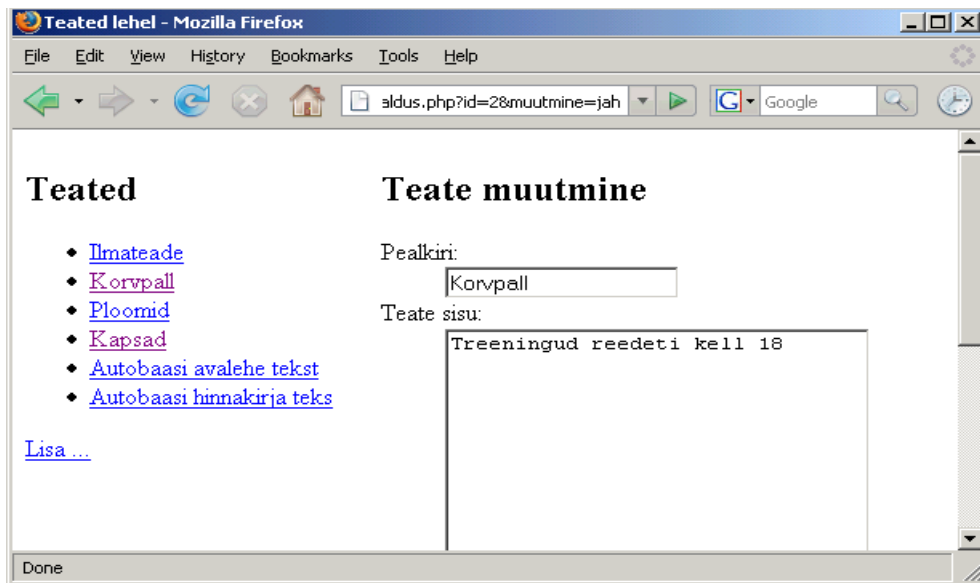 Teated lehel - Mozilla Firefox
File Edit View History Bookmarks Tools Help
aldus.php?id=2&muutmine=jah G Google
Teated
Ilmateade
Korvpall
Ploomid
Kapsad
Autobaasi avalehe tekst
Autobaasi hinnakirja teks
Lisa ...
Teate muutmine
Pealkiri:
Korvpall
Teate sisu:
Treeningud reedeti kell 18
Done